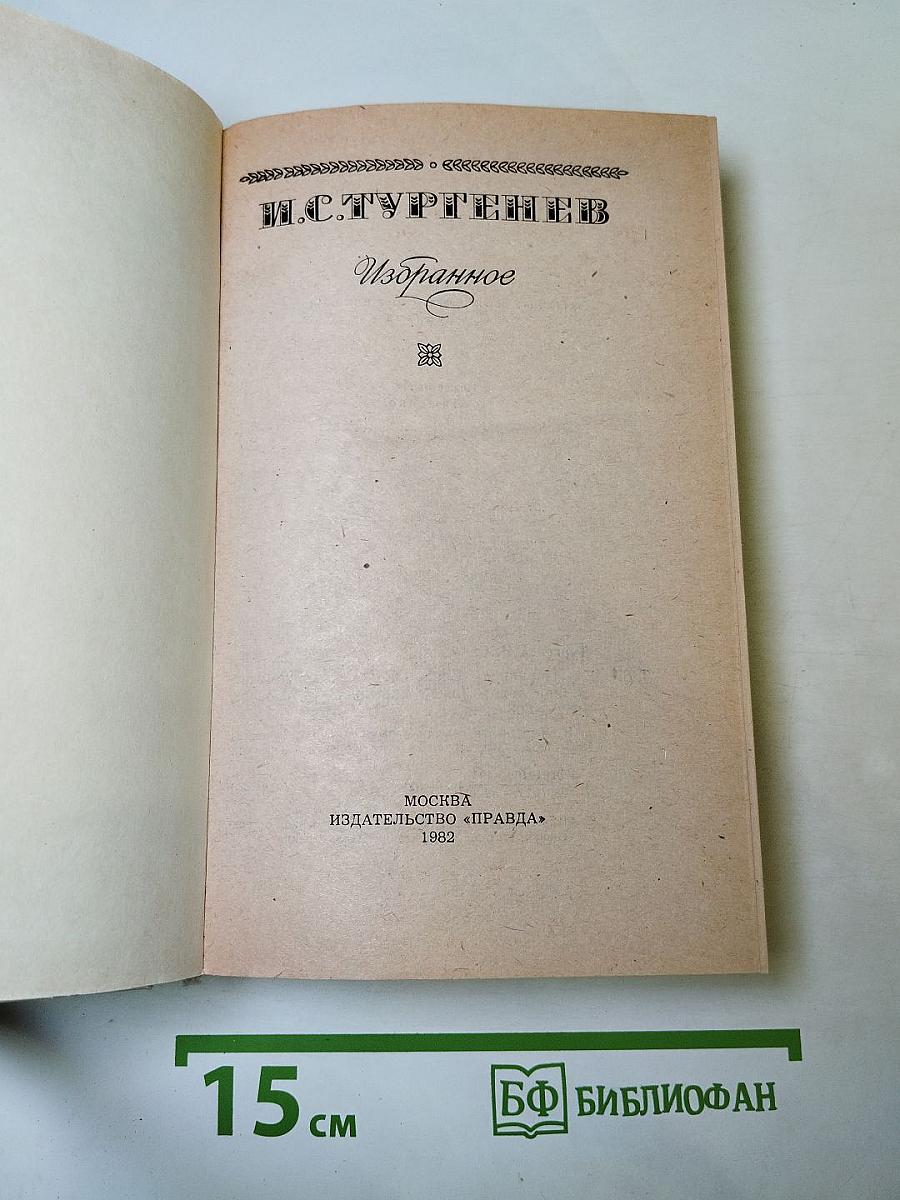 И.С.ТУРГЕНЕВ
Избранное
МОСКВА
ИЗДАТЕЛЬСТВО «ПРАВДА»
1982
15 см
БФ БИБЛИОФАН